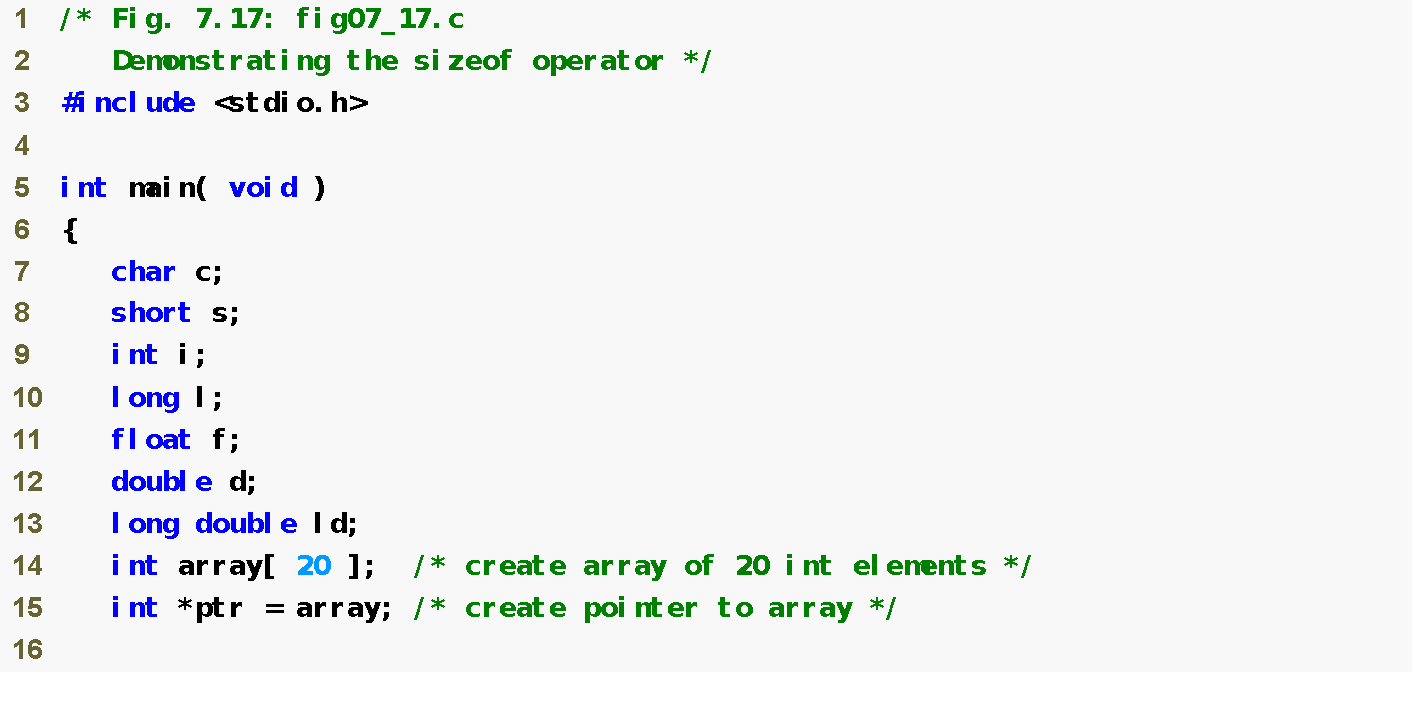 1 /* Fig. 7.17: fig07_17.c
2 Demonstrating the sizeof operator */
3 #include <stdio.h>
4
5 int main( void )
6 {
7 char c;
8 short s;
9 int i;
10 long l;
11 float f;
12 double d;
13 long double ld;
14 int array[ 20 ]; /* create array of 20 int elements */
15 int *ptr = array; /* create pointer to array */
16